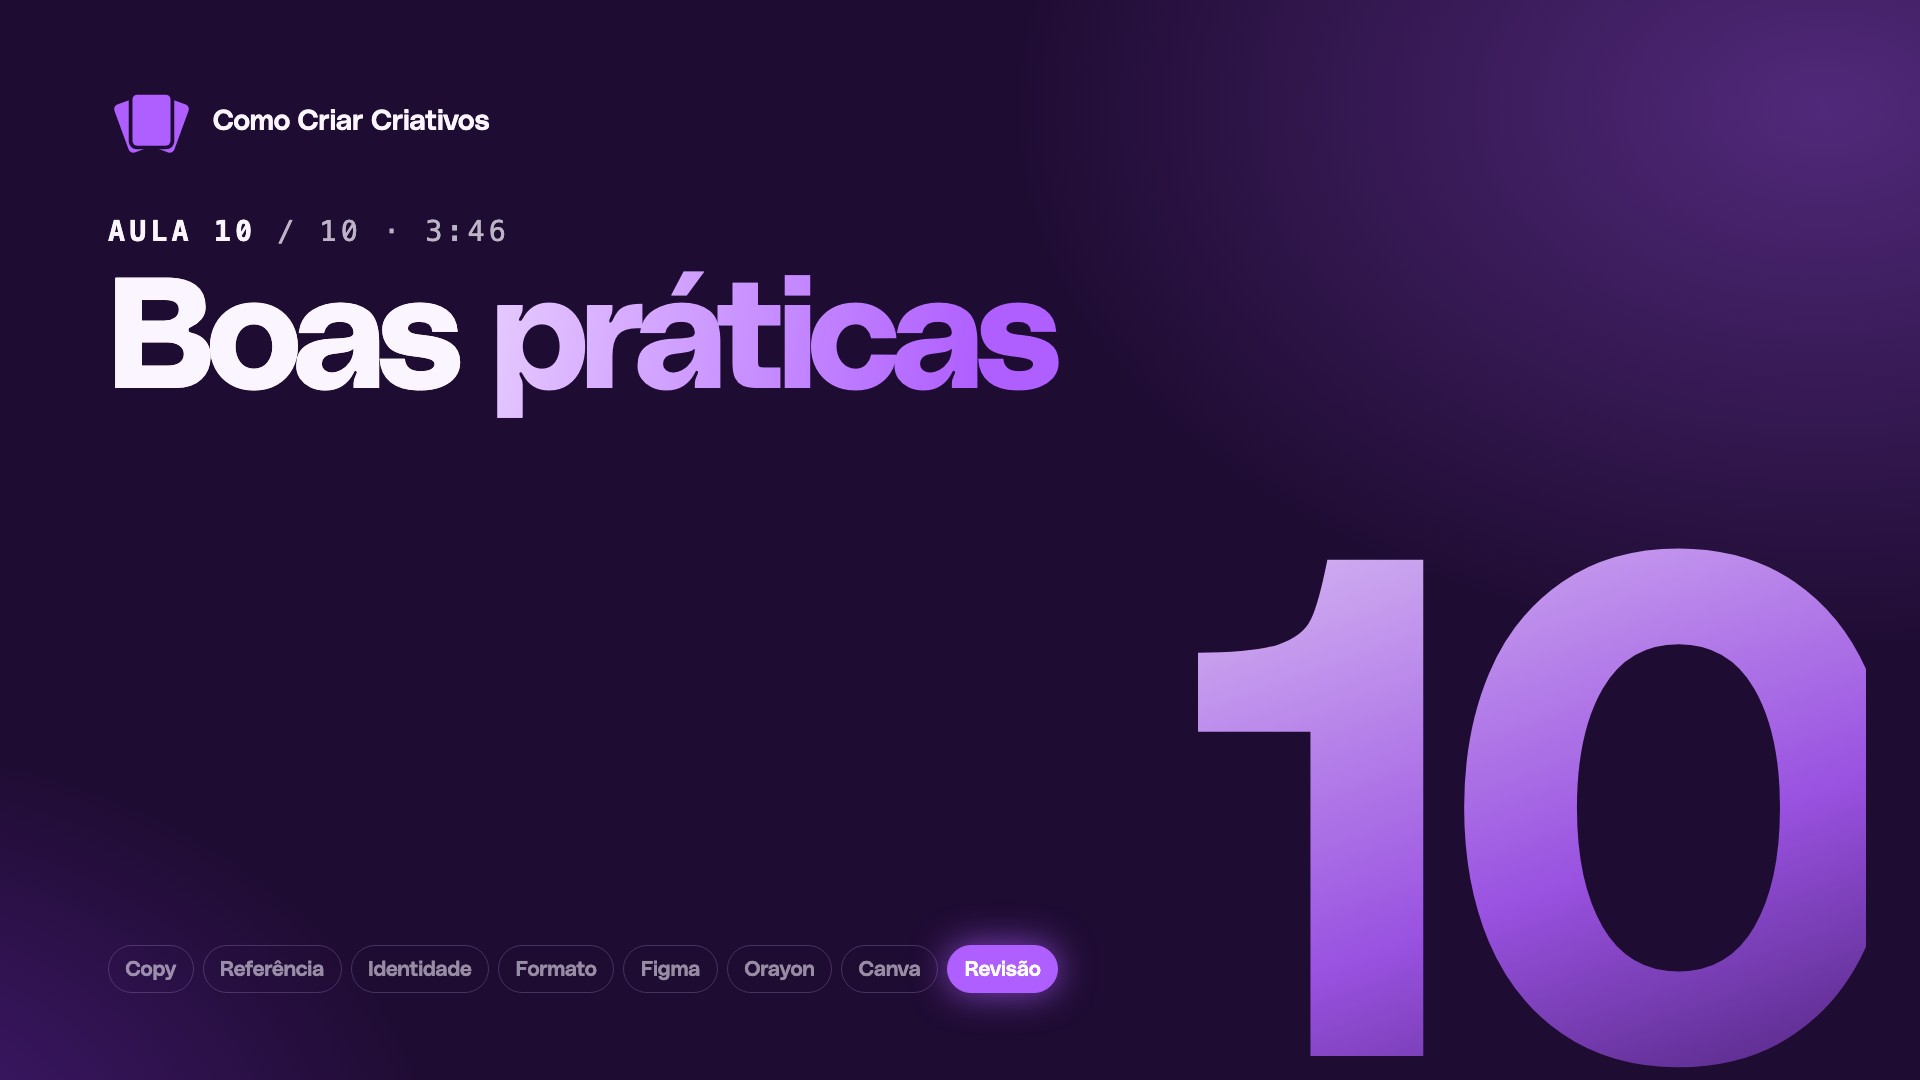 Como Criar Criativos
AULA 10 / 10 · 3:46
Boas práticas
10
Copy Referência Identidade Formato Figma Orayon Canva Revisão